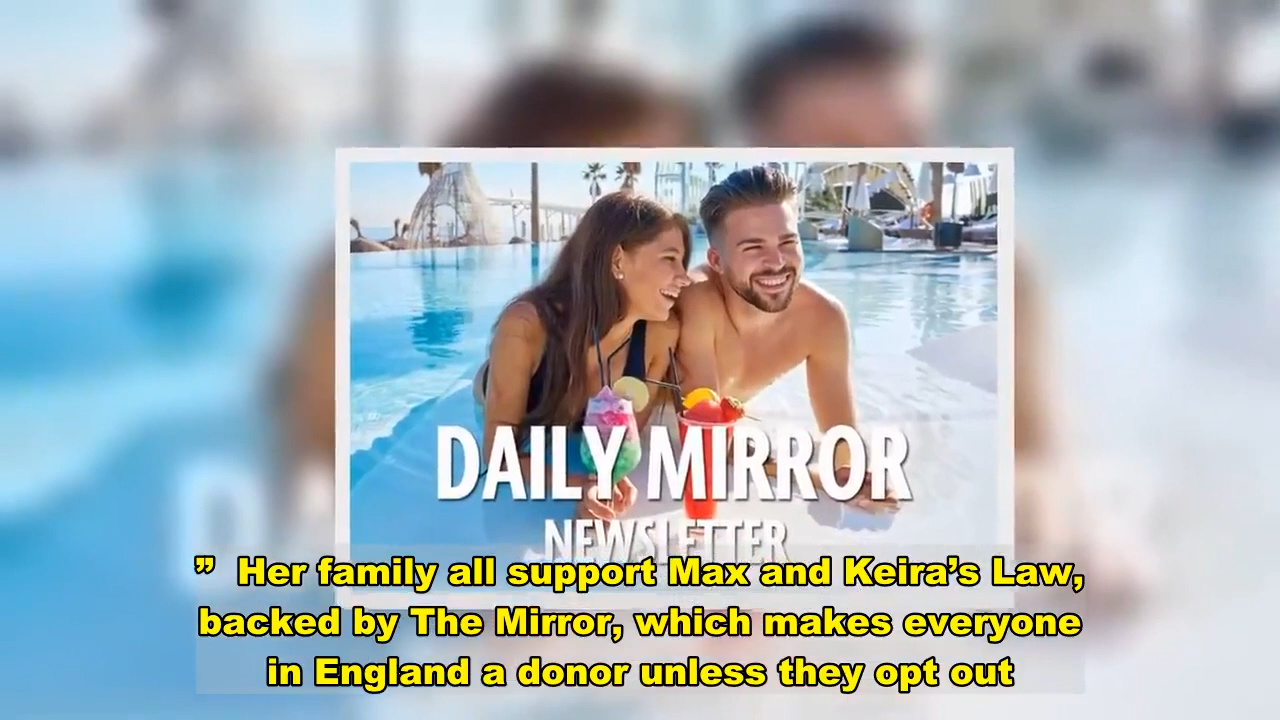 DAILY MIRROR
NEWSLETTER
” Her family all support Max and Keira’s Law,
backed by The Mirror, which makes everyone
in England a donor unless they opt out